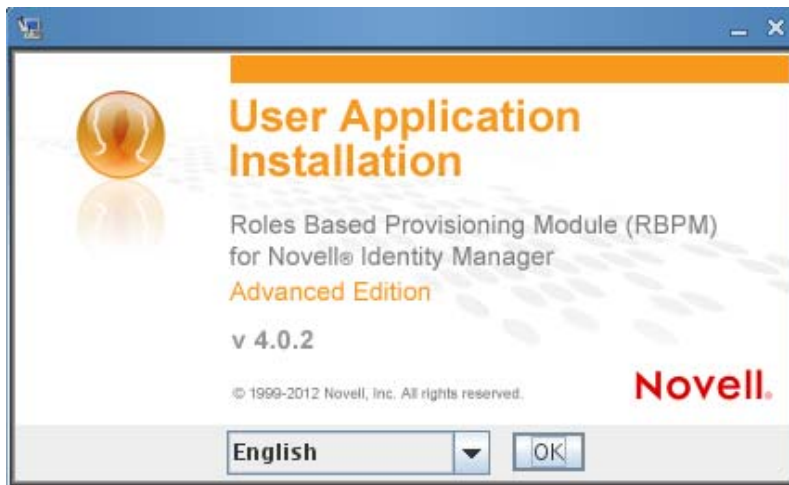 User Application
Installation
Roles Based Provisioning Module (RBPM)
for Novell® Identity Manager
Advanced Edition
v 4.0.2
© 1999-2012 Novell, Inc. All rights reserved.
Novell®
English
OK